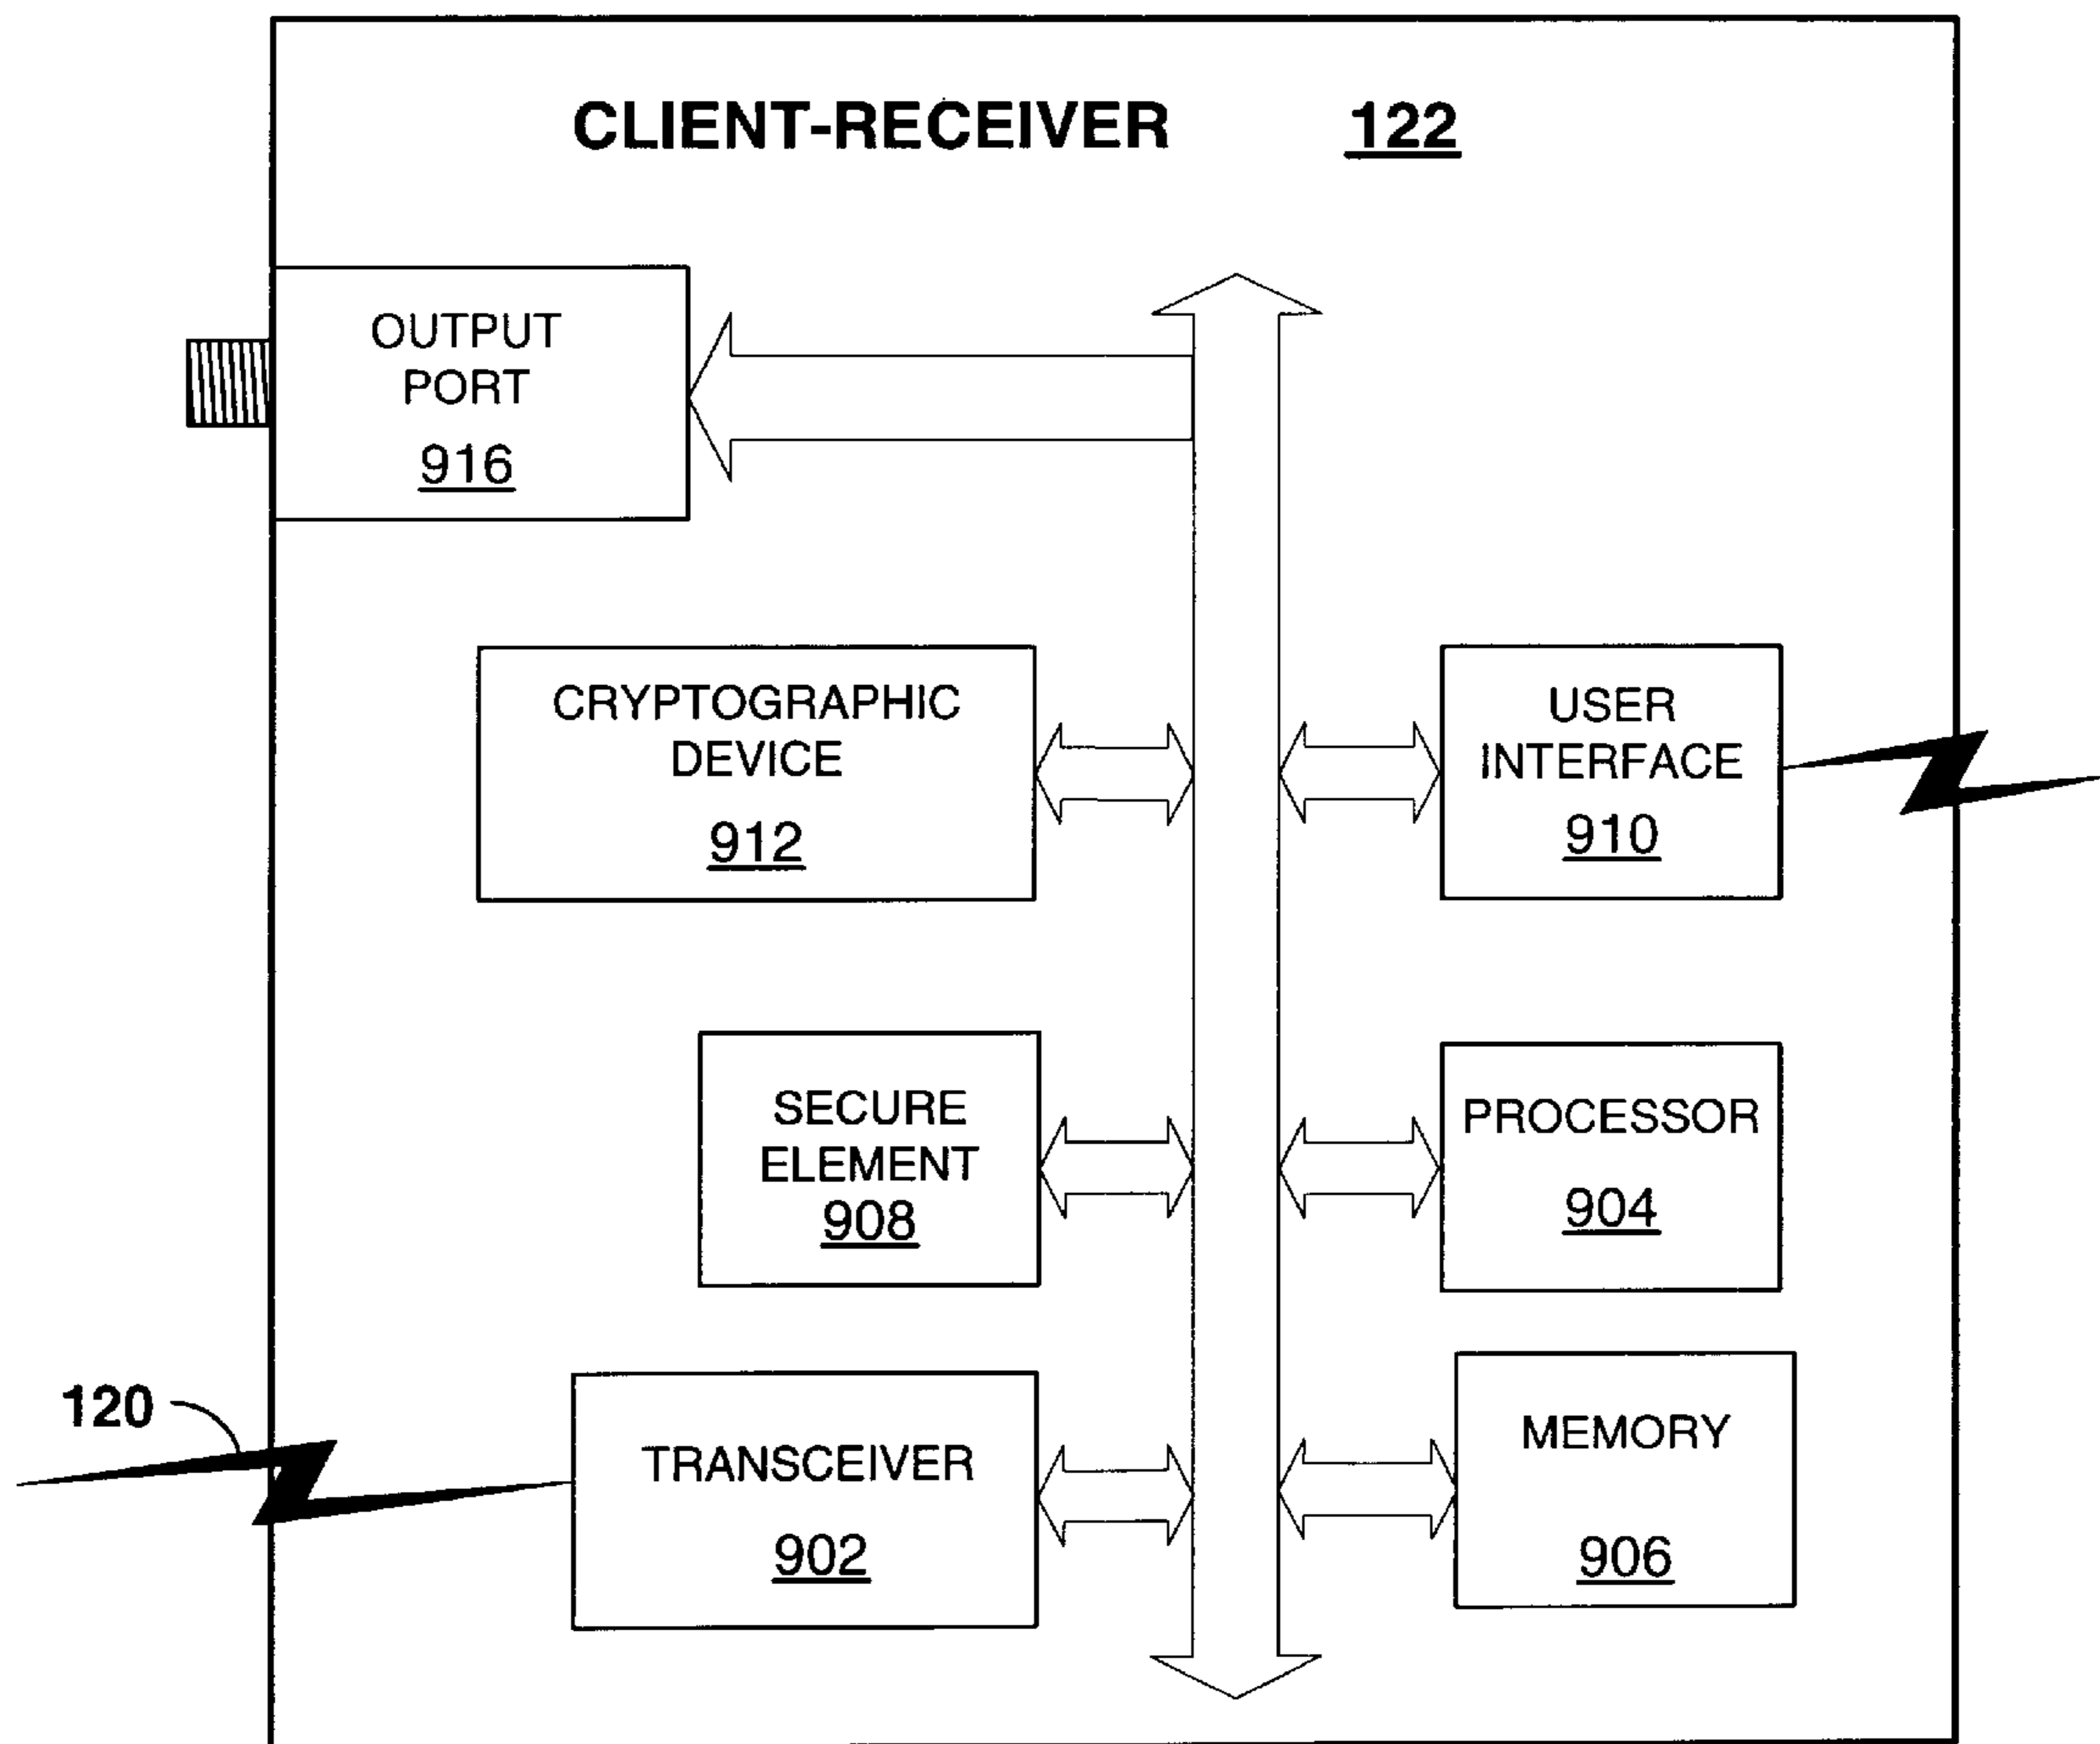 CLIENT-RECEIVER 122
OUTPUT
PORT
916
CRYPTOGRAPHIC
DEVICE
912
USER
INTERFACE
910
SECURE
ELEMENT
908
PROCESSOR
904
120
TRANSCEIVER
902
MEMORY
906